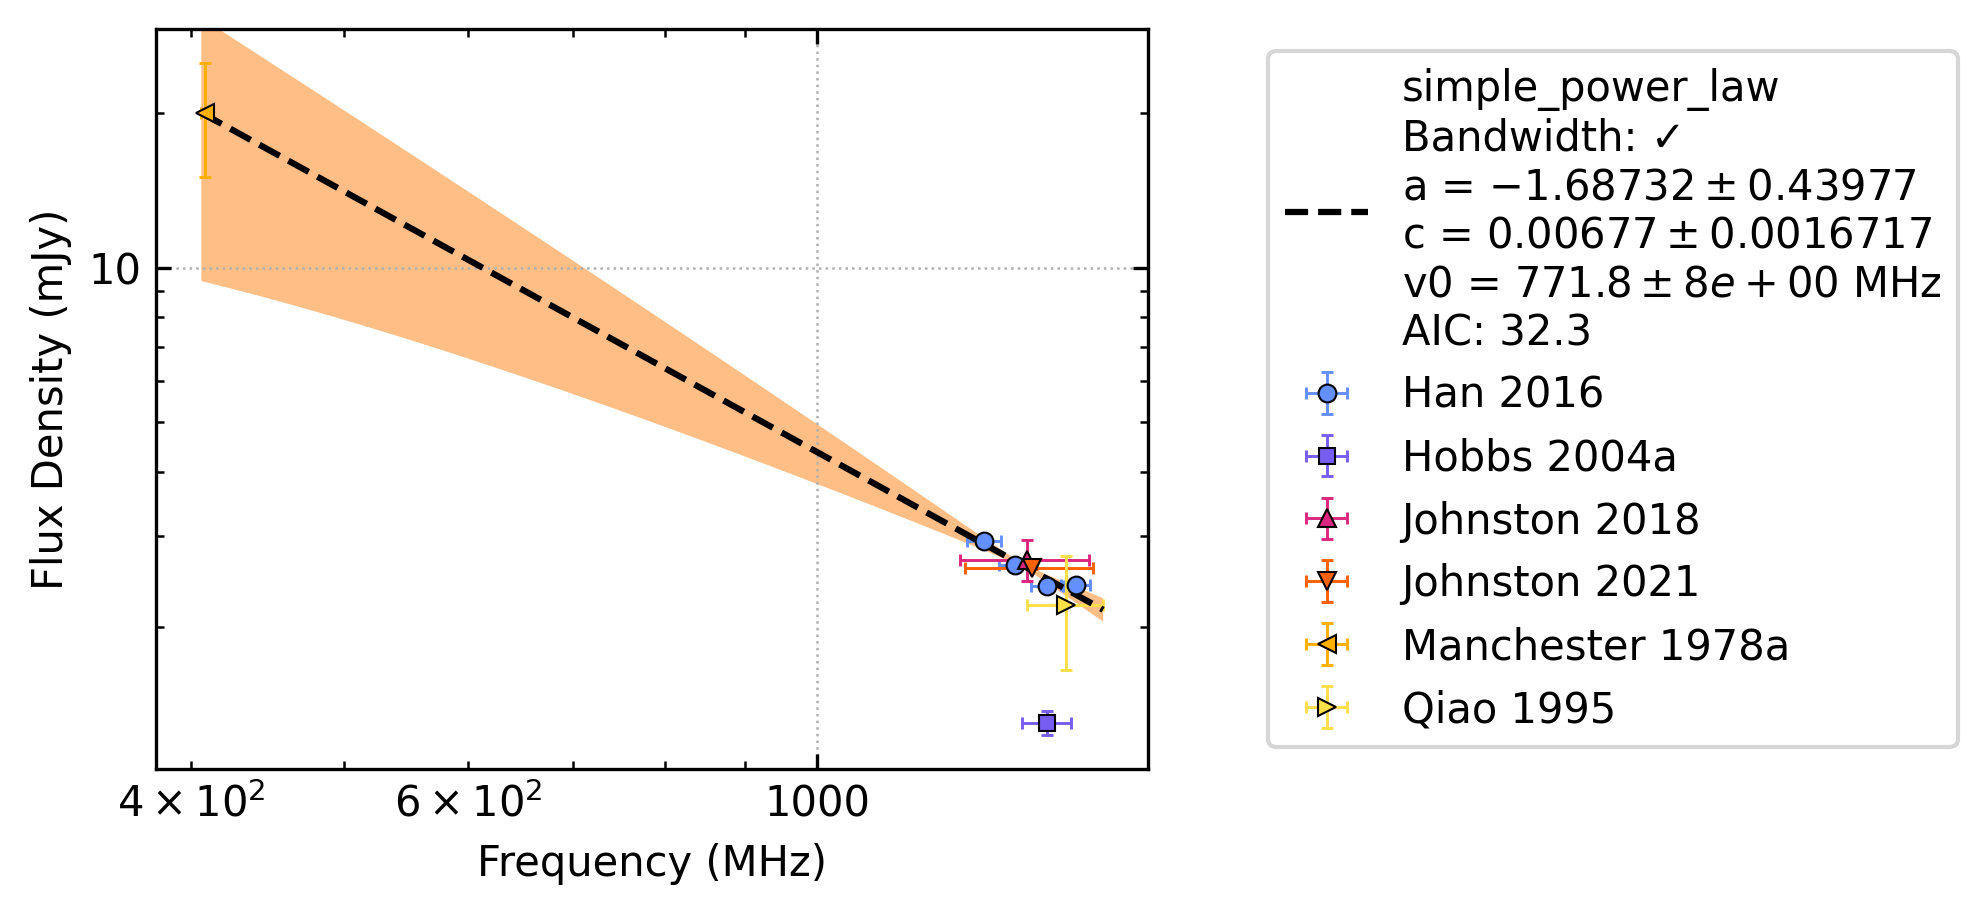 Flux Density (mJy)
10
4 × 10²
6 × 10²
1000
Frequency (MHz)
simple_power_law
Bandwidth: ✓
a = −1.68732 ± 0.43977
c = 0.00677 ± 0.0016717
v0 = 771.8 ± 8e + 00 MHz
AIC: 32.3
Han 2016
Hobbs 2004a
Johnston 2018
Johnston 2021
Manchester 1978a
Qiao 1995